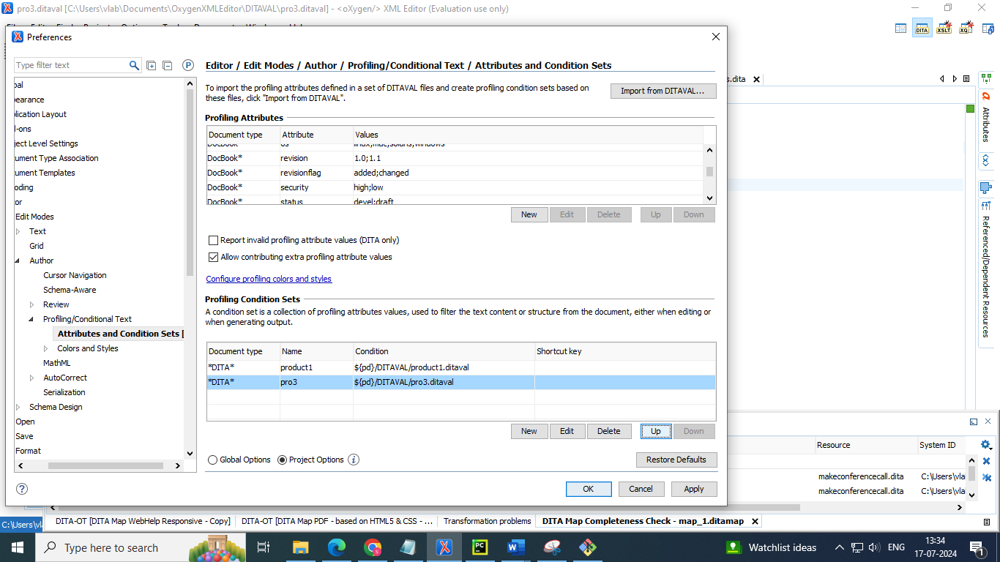 pro3.ditaval [C:\Users\vlab\Documents\OxygenXMLEditor\DITAVAL\pro3.ditaval] - <oXygen/> XML Editor (Evaluation use only)
Preferences
DITA
XSLT
XQ
Type filter text
P
Editor / Edit Modes / Author / Profiling/Conditional Text / Attributes and Condition Sets
To import the profiling attributes defined in a set of DITAVAL files and create profiling condition sets based on
these files, click "Import from DITAVAL".
Import from DITAVAL...
s.dita
bal
pearance
plication Layout
d-ons
ject Level Settings
cument Type Association
cument Templates
coding
tor
Edit Modes
Text
Grid
Author
Cursor Navigation
Schema-Aware
Review
Profiling/Conditional Text
Attributes and Condition Sets [
Colors and Styles
MathML
AutoCorrect
Serialization
Schema Design
Open
Save
Format
Profiling Attributes
Document type Attribute Values
DocBook* os linux;mac;solaris;windows
DocBook* revision 1.0;1.1
DocBook* revisionflag added;changed
DocBook* security high;low
DocBook* status devel;draft
New Edit Delete Up Down
Report invalid profiling attribute values (DITA only)
Allow contributing extra profiling attribute values
Configure profiling colors and styles
Profiling Condition Sets
A condition set is a collection of profiling attributes values, used to filter the text content or structure from the document, either when editing or
when generating output.
Document type Name Condition Shortcut key
*DITA* product1 ${pd}/DITAVAL/product1.ditaval
*DITA* pro3 ${pd}/DITAVAL/pro3.ditaval
New Edit Delete Up Down
Global Options Project Options Restore Defaults
OK Cancel Apply
Attributes
Referenced/Dependent Resources
Resource System ID
makeconferencecall.dita C:\Users\vla
makeconferencecall.dita C:\Users\vla
C:\Users\vla
DITA-OT [DITA Map WebHelp Responsive - Copy] DITA-OT [DITA Map PDF - based on HTML5 & CSS - ... Transformation problems DITA Map Completeness Check - map_1.ditamap
Type here to search
PC
Watchlist ideas
ENG
13:34
17-07-2024
1